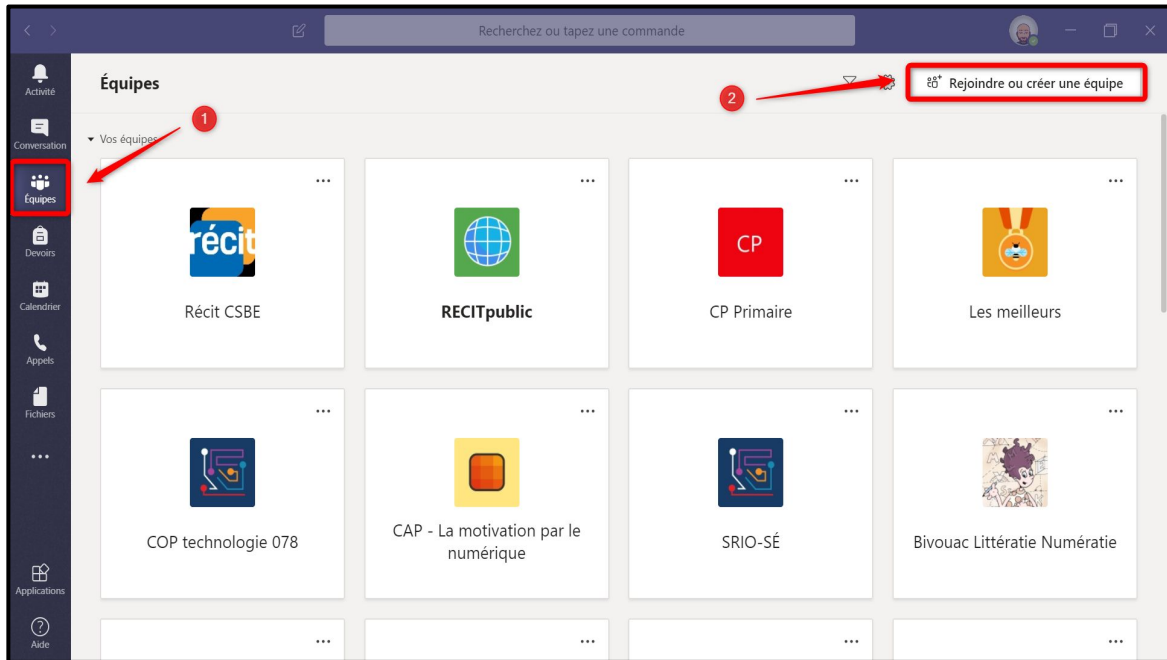 Recherchez ou tapez une commande
Activité
Conversation
Équipes
Devoirs
Calendrier
Appels
Fichiers
Applications
Aide
Équipes
2
Rejoindre ou créer une équipe
1
Vos équipes
récit
CP
Récit CSBE
RECITpublic
CP Primaire
Les meilleurs
COP technologie 078
CAP - La motivation par le
numérique
SRIO-SÉ
Bivouac Littératie Numératie